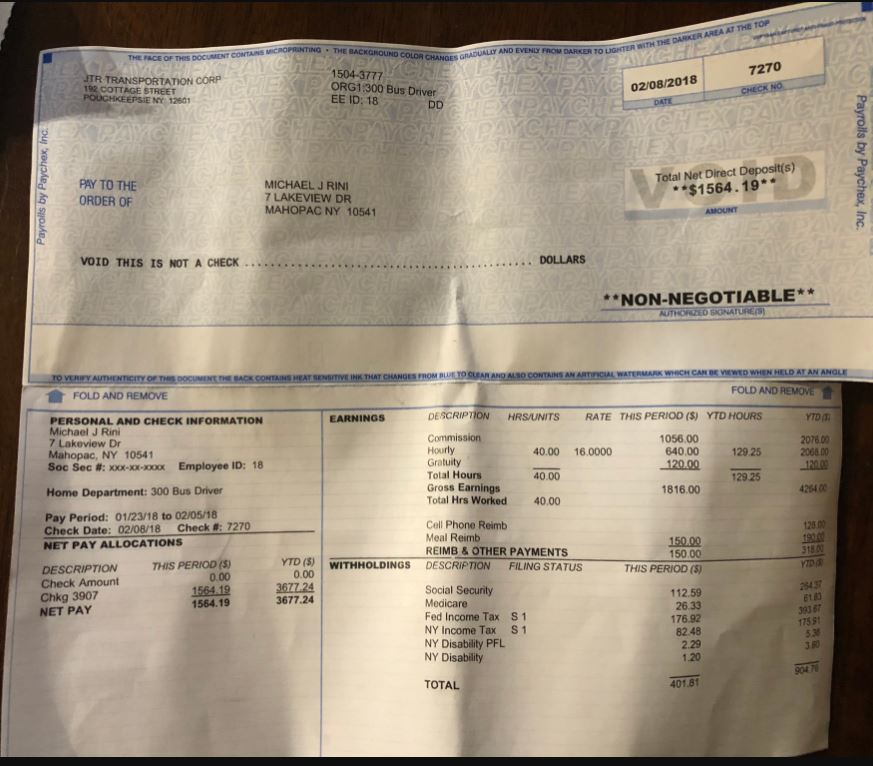 THE FACE OF THIS DOCUMENT CONTAINS MICROPRINTING • THE BACKGROUND COLOR CHANGES GRADUALLY AND EVENLY FROM DARKER TO LIGHTER WITH THE DARKER AREA AT THE TOP
JTR TRANSPORTATION CORP
192 COTTAGE STREET
POUGHKEEPSIE NY 12601
1504-3777
ORG1:300 Bus Driver
EE ID: 18 DD
02/08/2018
DATE
7270
CHECK NO.
Payrolls by Paychex, Inc.
Payrolls by Paychex, Inc.
PAY TO THE
ORDER OF
MICHAEL J RINI
7 LAKEVIEW DR
MAHOPAC NY 10541
VOID
Total Net Direct Deposit(s)
**$1564.19**
AMOUNT
VOID THIS IS NOT A CHECK ........................................ DOLLARS
**NON-NEGOTIABLE**
AUTHORIZED SIGNATURE(S)
TO VERIFY AUTHENTICITY OF THIS DOCUMENT, THE BACK CONTAINS HEAT SENSITIVE INK THAT CHANGES FROM BLUE TO CLEAR AND ALSO CONTAINS AN ARTIFICIAL WATERMARK WHICH CAN BE VIEWED WHEN HELD AT AN ANGLE
FOLD AND REMOVE FOLD AND REMOVE
PERSONAL AND CHECK INFORMATION
Michael J Rini
7 Lakeview Dr
Mahopac, NY 10541
Soc Sec #: xxx-xx-xxxx Employee ID: 18
Home Department: 300 Bus Driver
Pay Period: 01/23/18 to 02/05/18
Check Date: 02/08/18 Check #: 7270
NET PAY ALLOCATIONS
DESCRIPTION THIS PERIOD ($) YTD ($)
Check Amount 0.00 0.00
Chkg 3907 1564.19 3677.24
NET PAY 1564.19 3677.24
EARNINGS DESCRIPTION HRS/UNITS RATE THIS PERIOD ($) YTD HOURS YTD ($)
Commission 1056.00 2076.00
Hourly 40.00 16.0000 640.00 129.25 2068.00
Gratuity 120.00 120.00
Total Hours 40.00 129.25
Gross Earnings 1816.00 4264.00
Total Hrs Worked 40.00
Cell Phone Reimb 128.00
Meal Reimb 150.00 190.00
REIMB & OTHER PAYMENTS 150.00 318.00
WITHHOLDINGS DESCRIPTION FILING STATUS THIS PERIOD ($) YTD ($)
Social Security 112.59 264.37
Medicare 26.33 61.83
Fed Income Tax S 1 176.92 393.67
NY Income Tax S 1 82.48 175.91
NY Disability PFL 2.29 5.38
NY Disability 1.20 3.60
TOTAL 401.81 904.76